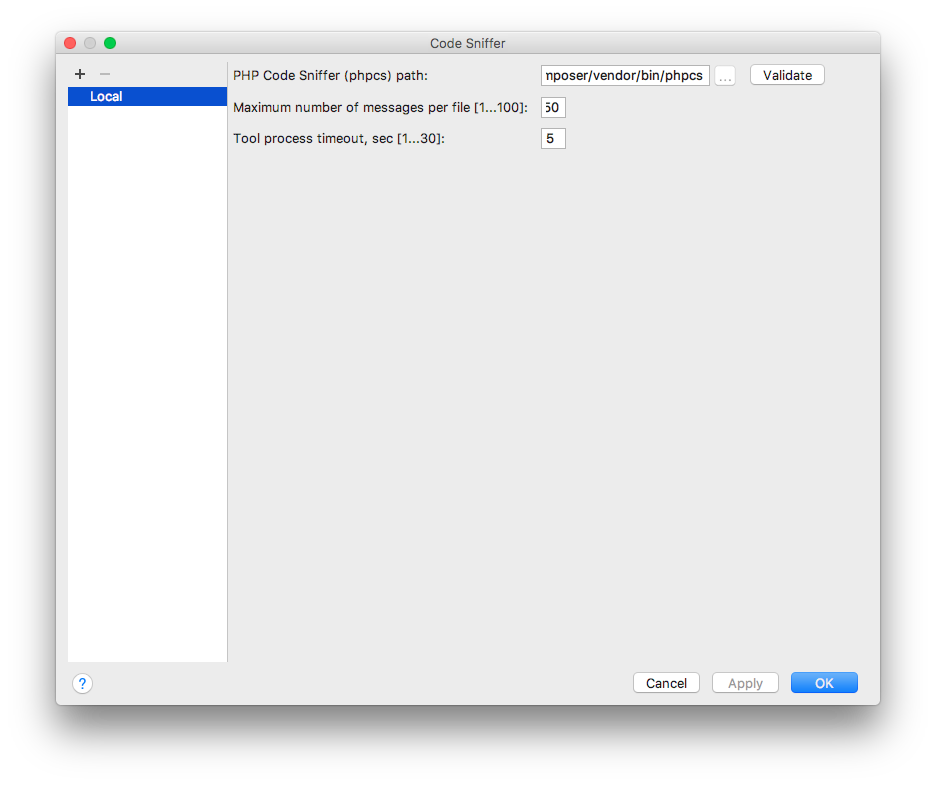 Code Sniffer
Local
PHP Code Sniffer (phpcs) path: mposer/vendor/bin/phpcs ... Validate
Maximum number of messages per file [1...100]: 50
Tool process timeout, sec [1...30]: 5
? Cancel Apply OK